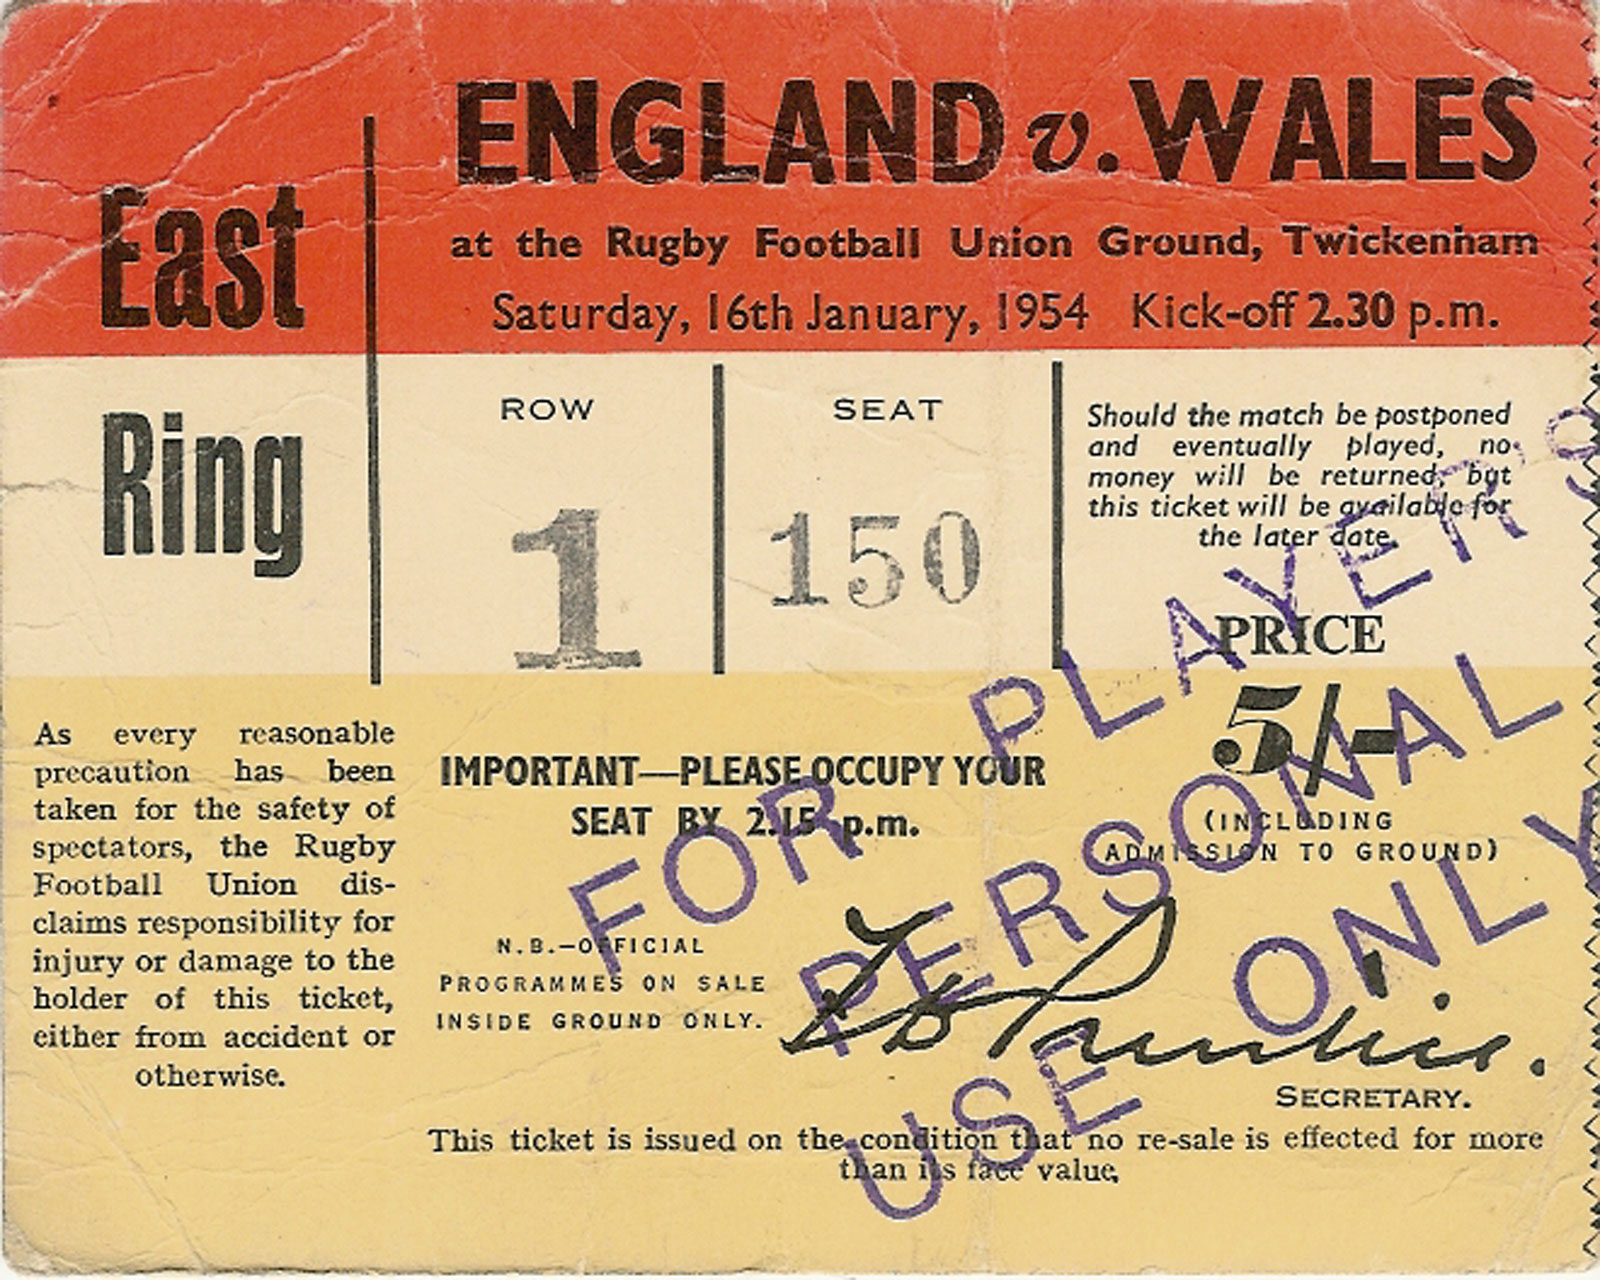 East
Ring
ENGLAND v. WALES
at the Rugby Football Union Ground, Twickenham
Saturday, 16th January, 1954 Kick-off 2.30 p.m.
ROW
1
SEAT
150
Should the match be postponed
and eventually played, no
money will be returned, but
this ticket will be available for
the later date.
PRICE
5/-
(INCLUDING
ADMISSION TO GROUND)
As every reasonable
precaution has been
taken for the safety of
spectators, the Rugby
Football Union dis-
claims responsibility for
injury or damage to the
holder of this ticket,
either from accident or
otherwise.
IMPORTANT—PLEASE OCCUPY YOUR
SEAT BY 2.15 p.m.
N.B.—OFFICIAL
PROGRAMMES ON SALE
INSIDE GROUND ONLY.
SECRETARY.
This ticket is issued on the condition that no re-sale is effected for more
than its face value.
FOR PLAYER'S
PERSONAL
USE ONLY